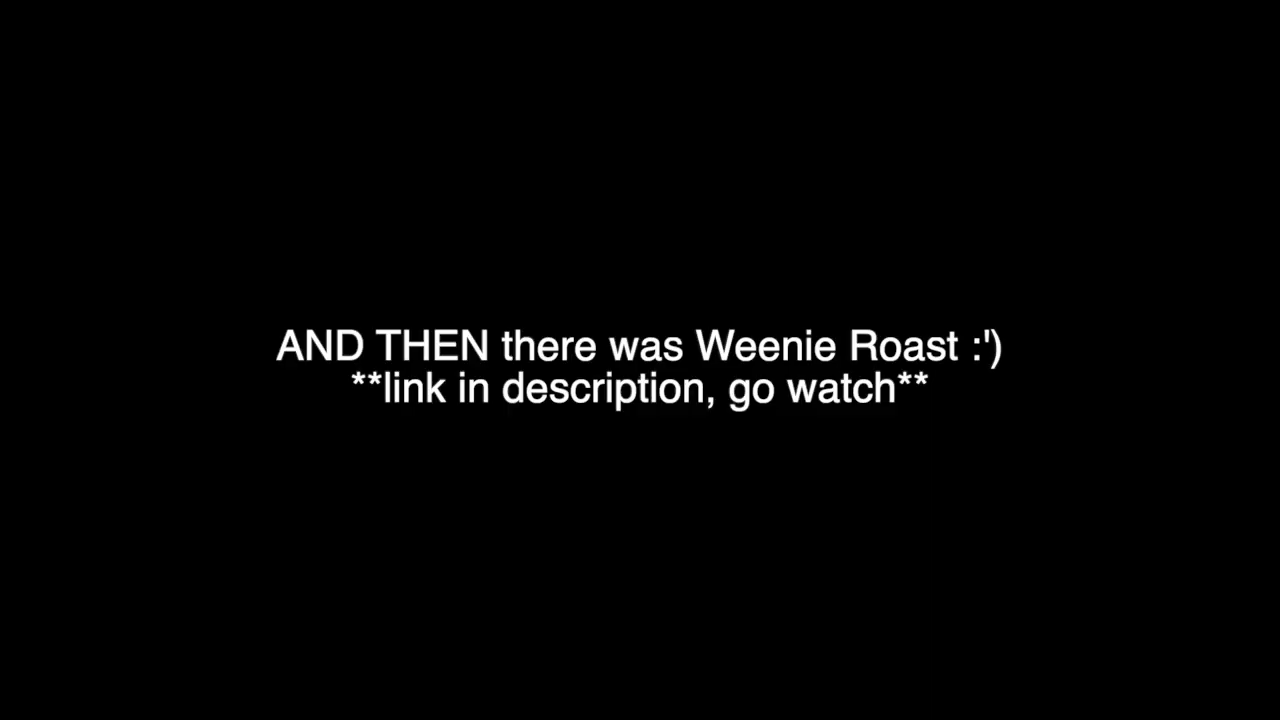 AND THEN there was Weenie Roast :')
**link in description, go watch**